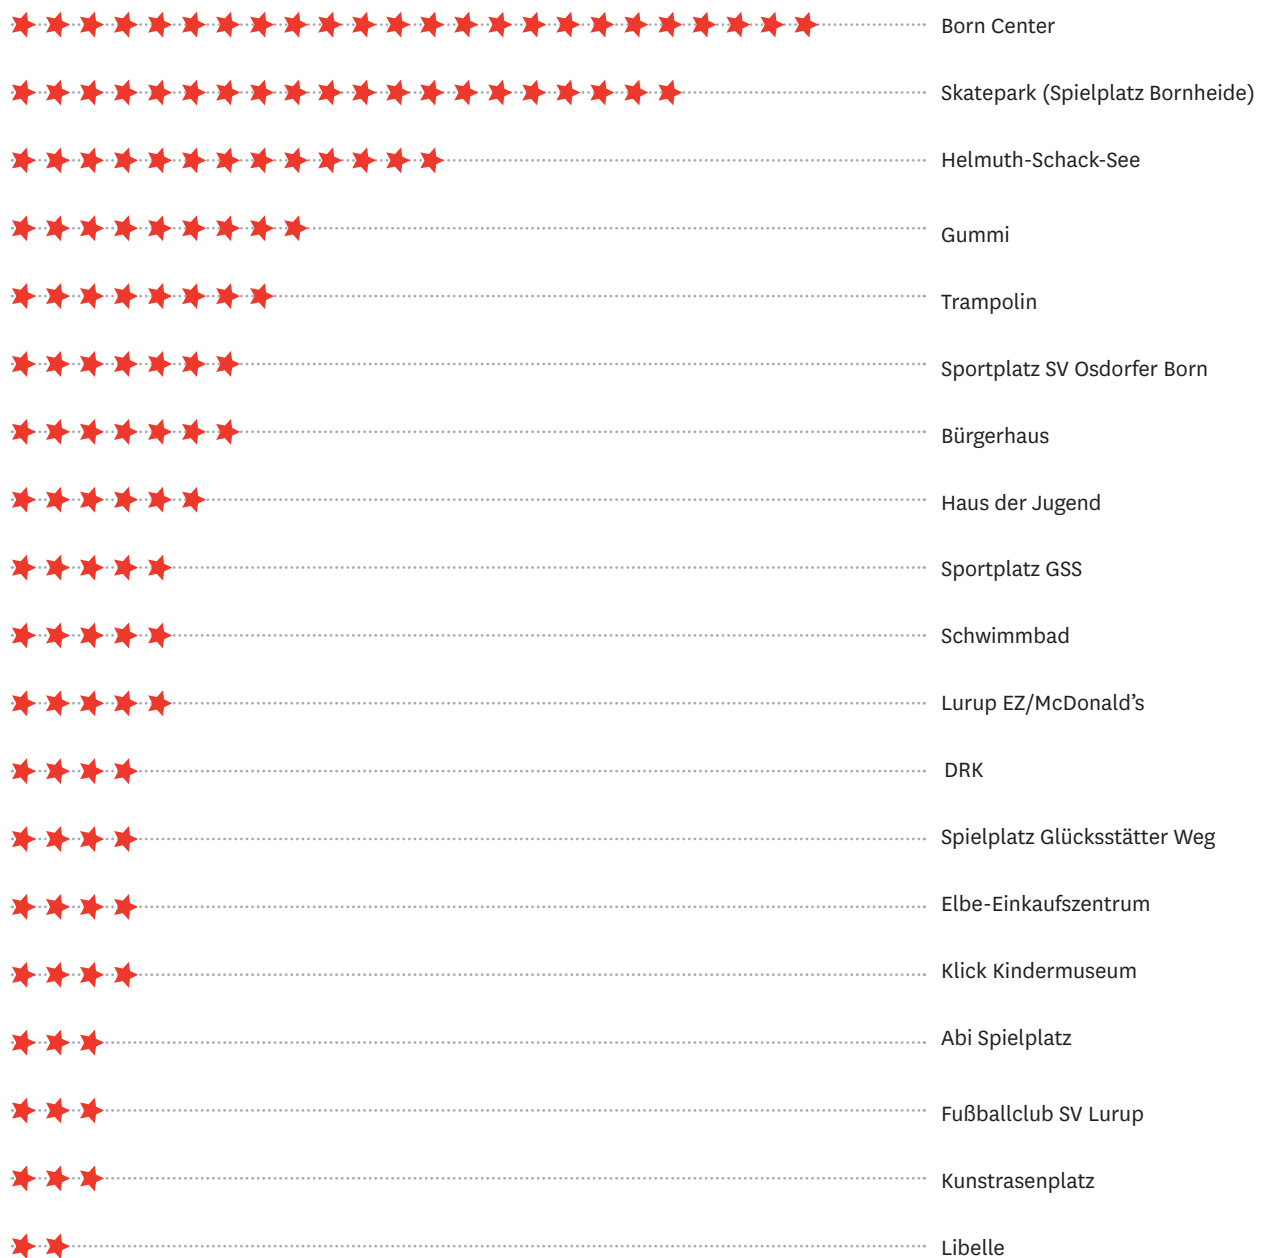 Born Center
Skatepark (Spielplatz Bornheide)
Helmuth-Schack-See
Gummi
Trampolin
Sportplatz SV Osdorfer Born
Bürgerhaus
Haus der Jugend
Sportplatz GSS
Schwimmbad
Lurup EZ/McDonald’s
DRK
Spielplatz Glücksstätter Weg
Elbe-Einkaufszentrum
Klick Kindermuseum
Abi Spielplatz
Fußballclub SV Lurup
Kunstrasenplatz
Libelle